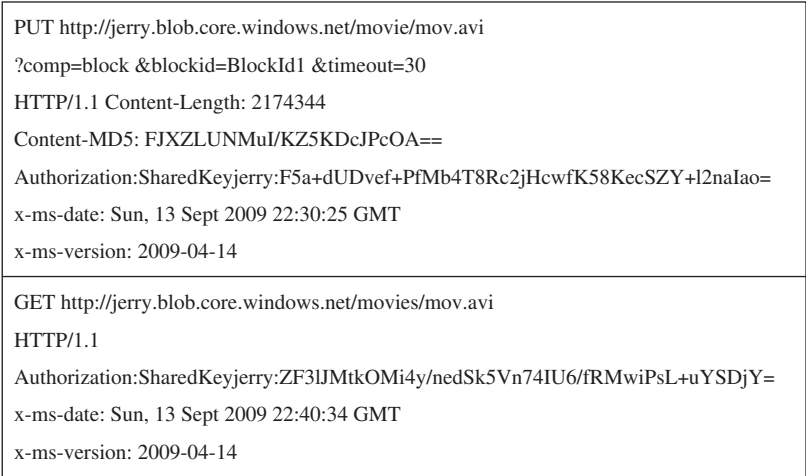 PUT http://jerry.blob.core.windows.net/movie/mov.avi
?comp=block &blockid=BlockId1 &timeout=30
HTTP/1.1 Content-Length: 2174344
Content-MD5: FJXZLUNMuI/KZ5KDcJPcOA==
Authorization:SharedKeyjerry:F5a+dUDvef+PfMb4T8Rc2jHcwfK58KecSZY+l2naIao=
x-ms-date: Sun, 13 Sept 2009 22:30:25 GMT
x-ms-version: 2009-04-14
GET http://jerry.blob.core.windows.net/movies/mov.avi
HTTP/1.1
Authorization:SharedKeyjerry:ZF3lJMtkOMi4y/nedSk5Vn74IU6/fRMwiPsL+uYSDjY=
x-ms-date: Sun, 13 Sept 2009 22:40:34 GMT
x-ms-version: 2009-04-14